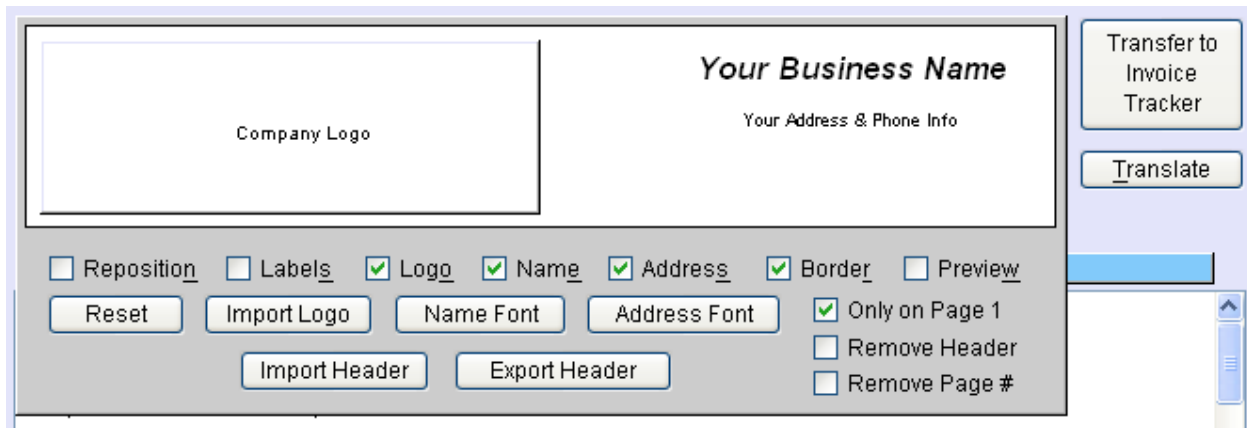 Your Business Name
Your Address & Phone Info
Company Logo
Transfer to
Invoice
Tracker
Translate
Reposition Labels Logo Name Address Border Preview
Reset Import Logo Name Font Address Font Only on Page 1
Remove Header
Import Header Export Header
Remove Page #